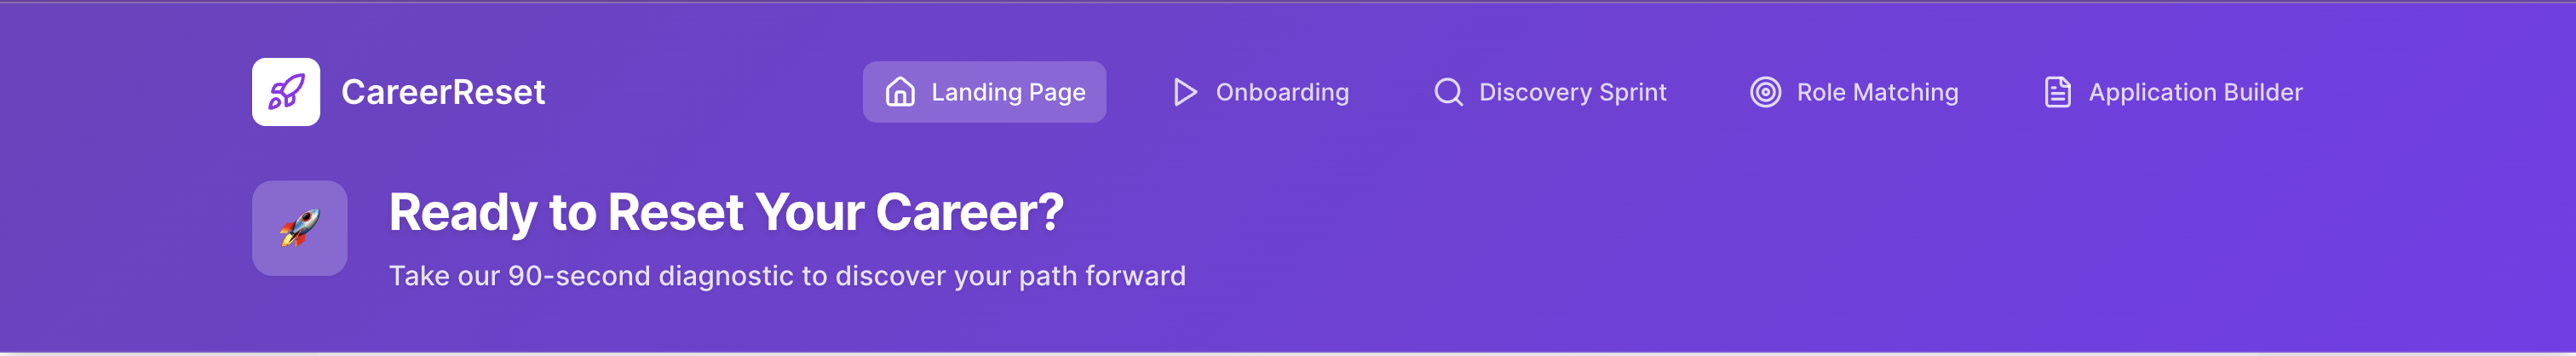 CareerReset
Landing Page
Onboarding
Discovery Sprint
Role Matching
Application Builder
Ready to Reset Your Career?
Take our 90-second diagnostic to discover your path forward